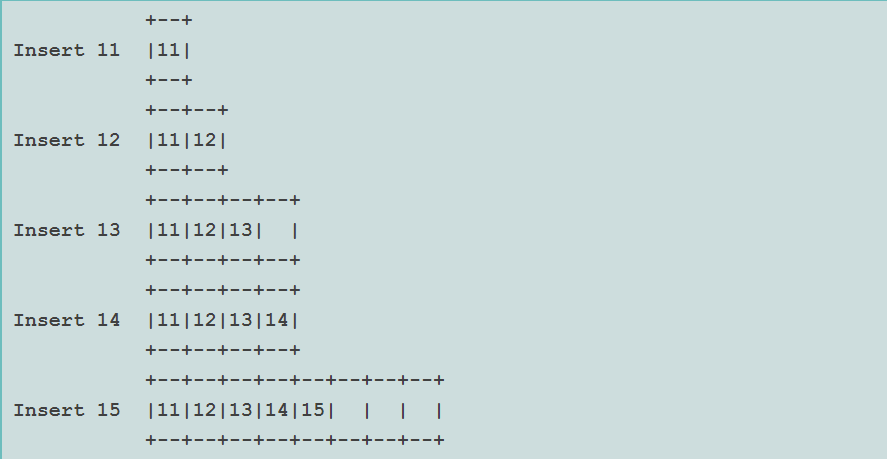 +--+
Insert 11  |11|
           +--+
           +--+--+
Insert 12  |11|12|
           +--+--+
           +--+--+--+--+
Insert 13  |11|12|13|  |
           +--+--+--+--+
           +--+--+--+--+
Insert 14  |11|12|13|14|
           +--+--+--+--+
           +--+--+--+--+--+--+--+--+
Insert 15  |11|12|13|14|15|  |  |  |
           +--+--+--+--+--+--+--+--+